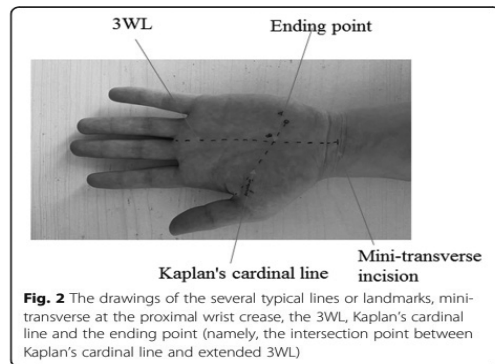 3WL
Ending point
Kaplan's cardinal line
Mini-transverse
incision
Fig. 2 The drawings of the several typical lines or landmarks, mini-
transverse at the proximal wrist crease, the 3WL, Kaplan's cardinal
line and the ending point (namely, the intersection point between
Kaplan's cardinal line and extended 3WL)